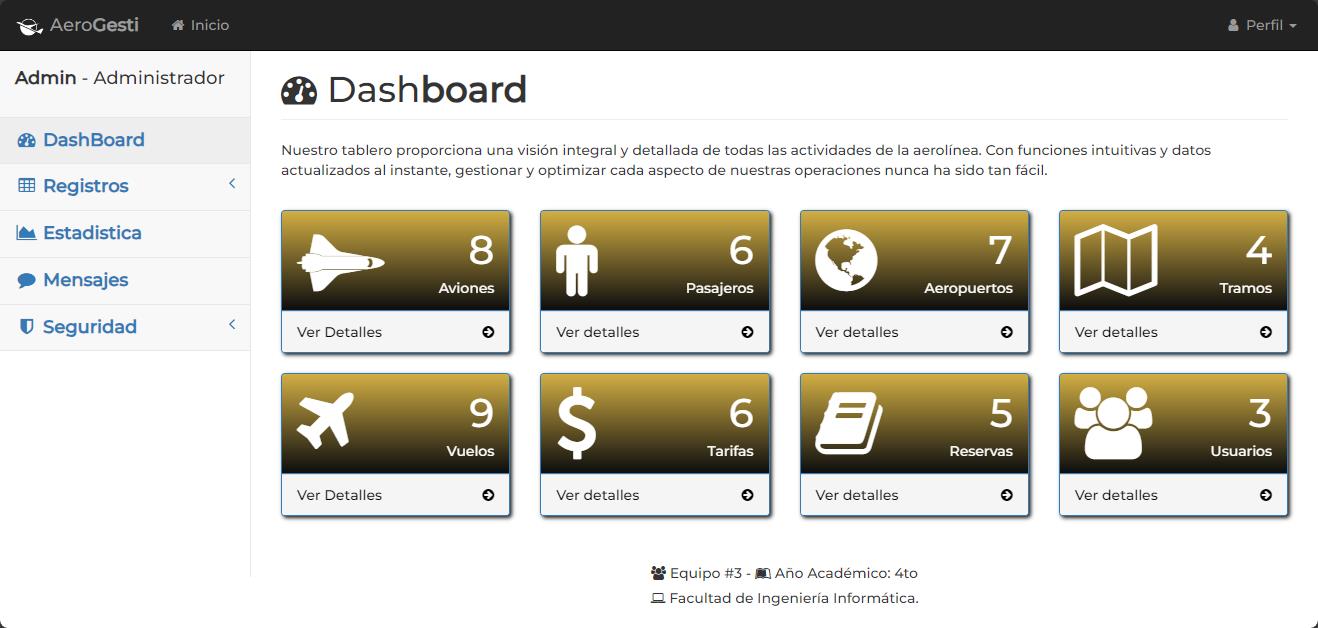 AeroGesti
Inicio
Perfil
Admin - Administrador
DashBoard
Registros
Estadistica
Mensajes
Seguridad
Dashboard
Nuestro tablero proporciona una visión integral y detallada de todas las actividades de la aerolínea. Con funciones intuitivas y datos
actualizados al instante, gestionar y optimizar cada aspecto de nuestras operaciones nunca ha sido tan fácil.
8
Aviones
Ver Detalles
6
Pasajeros
Ver detalles
7
Aeropuertos
Ver detalles
4
Tramos
Ver detalles
9
Vuelos
Ver Detalles
6
Tarifas
Ver detalles
5
Reservas
Ver detalles
3
Usuarios
Ver detalles
Equipo #3 - Año Académico: 4to
Facultad de Ingeniería Informática.